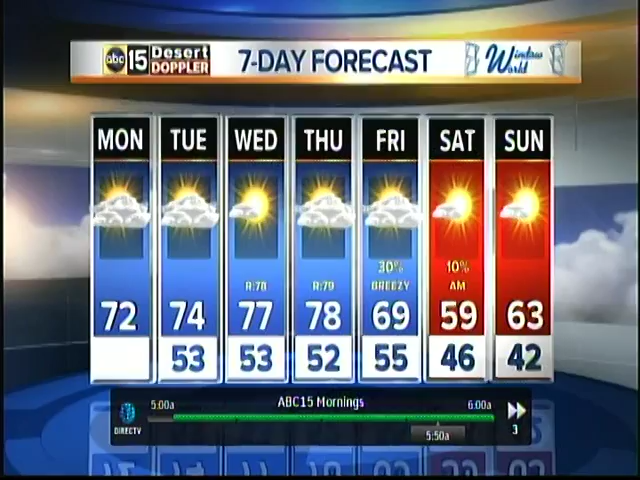 abc 15 Desert DOPPLER 7-DAY FORECAST Window World
MON TUE WED THU FRI SAT SUN
30% 10%
R:78 R:79 BREEZY AM
72 74 77 78 69 59 63
53 53 52 55 46 42
5:00a ABC15 Mornings 6:00a
DIRECTV 3
5:50a